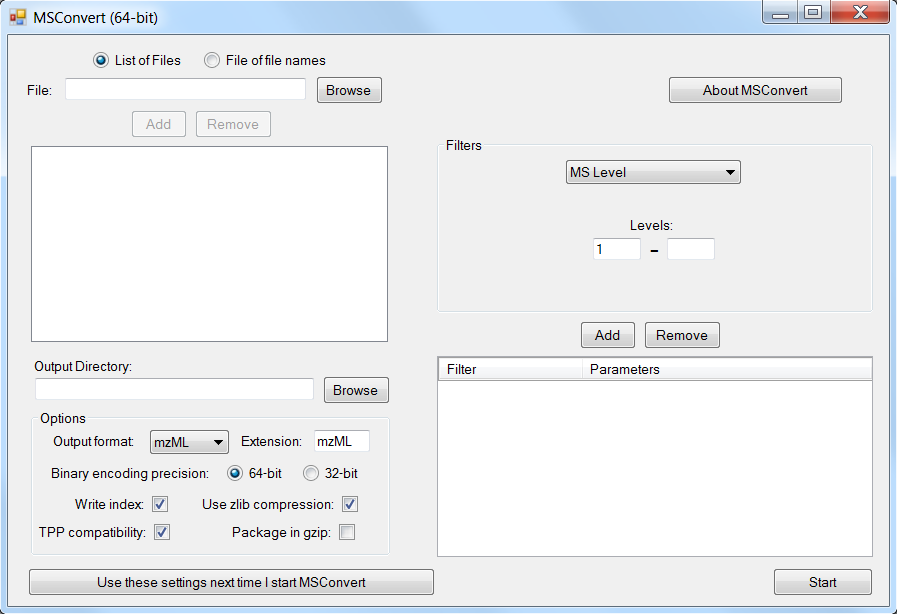 MSConvert (64-bit)
List of Files
File of file names
File:
Browse
About MSConvert
Add
Remove
Filters
MS Level
Levels:
1
–
Add
Remove
Filter
Parameters
Output Directory:
Browse
Options
Output format:
mzML
Extension:
mzML
Binary encoding precision:
64-bit
32-bit
Write index:
Use zlib compression:
TPP compatibility:
Package in gzip:
Use these settings next time I start MSConvert
Start